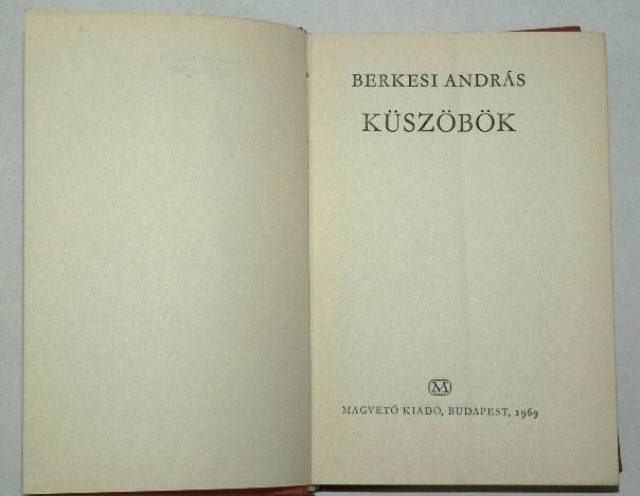 BERKESI ANDRÁS
KÜSZÖBÖK
M
MAGVETŐ KIADÓ, BUDAPEST, 1969